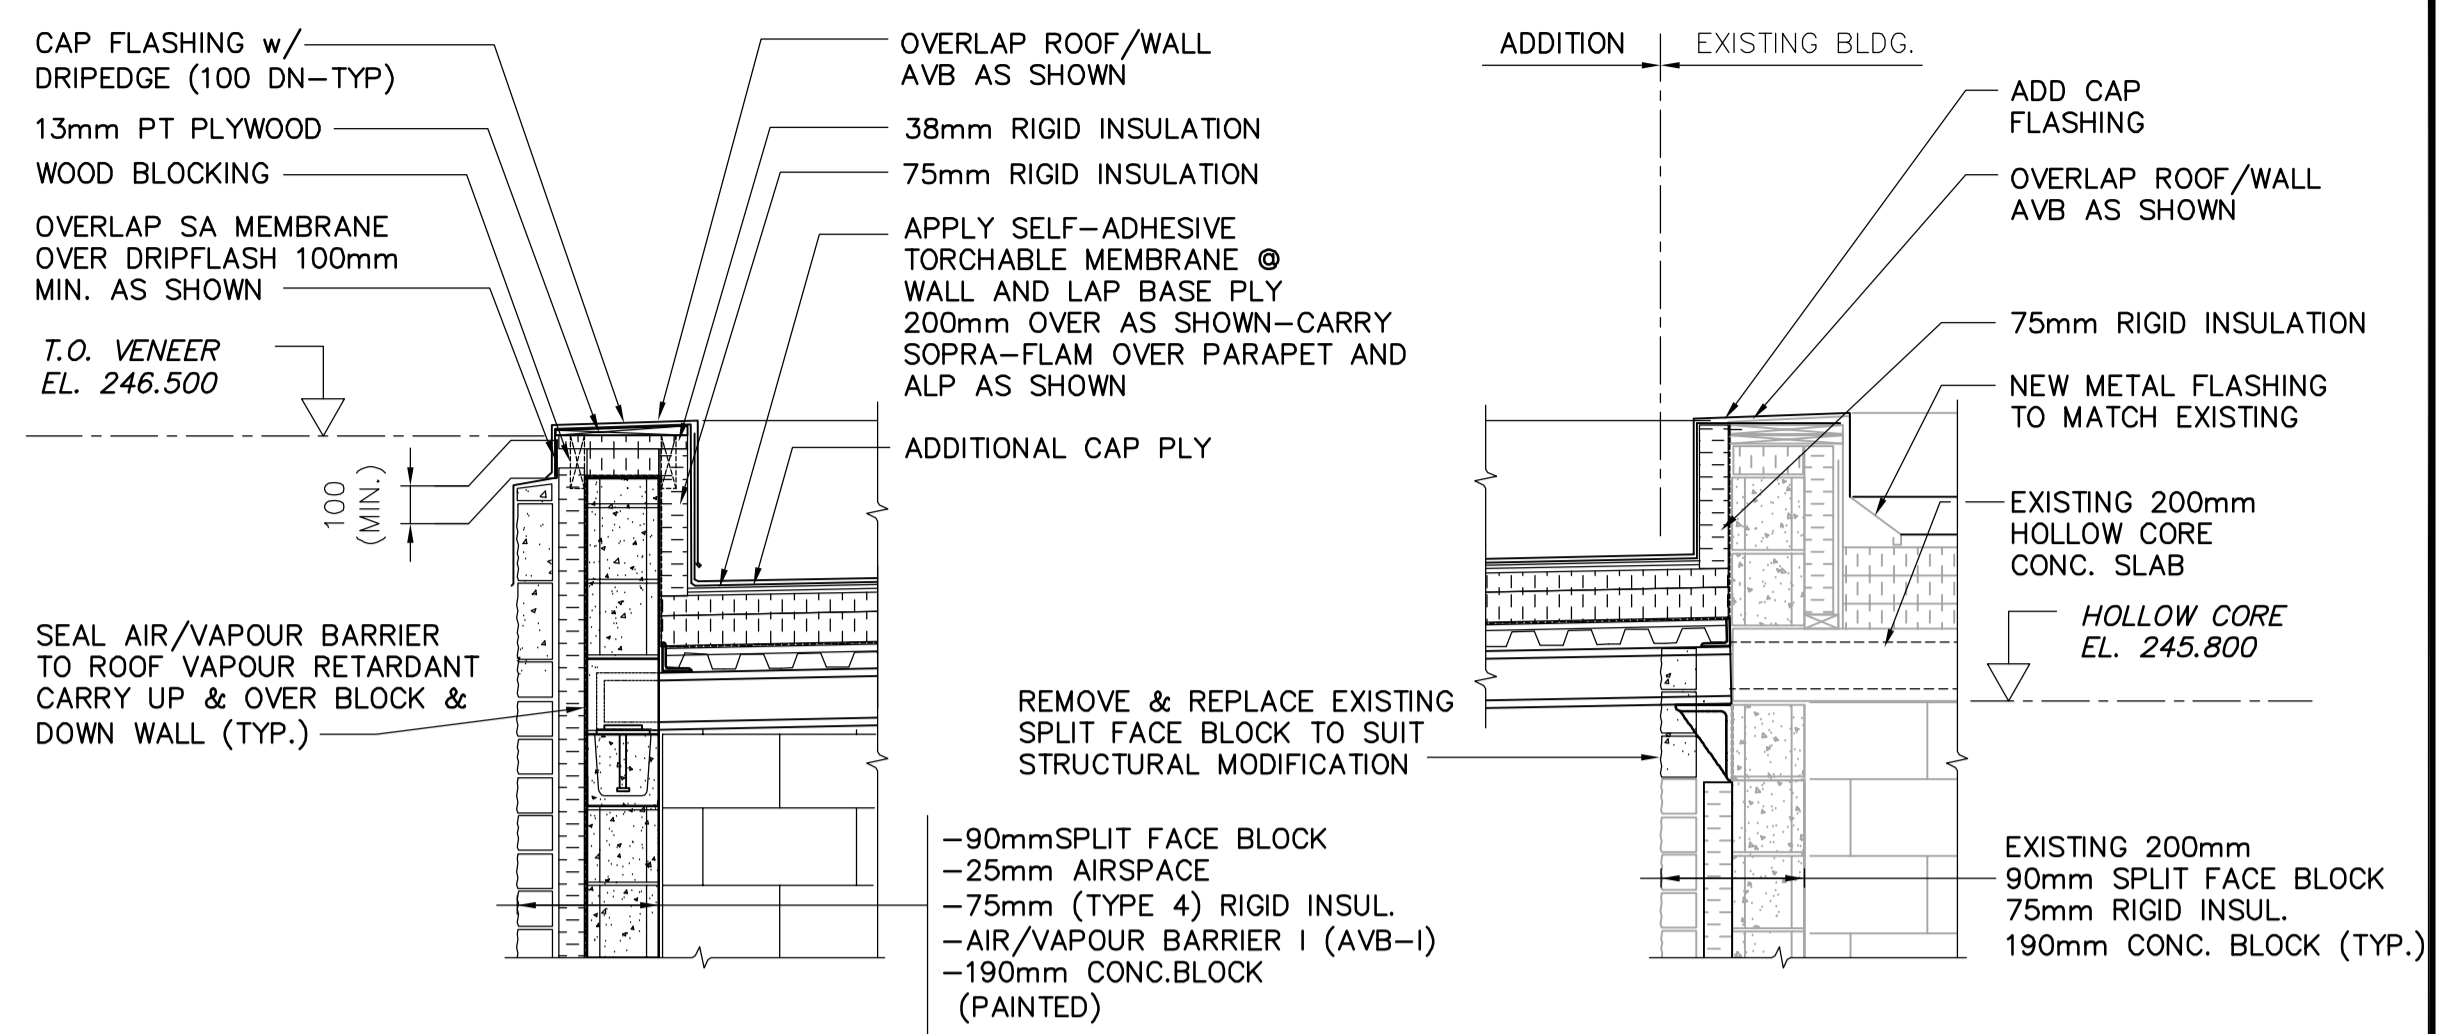 CAP FLASHING w/
DRIPEDGE (100 DN-TYP)
13mm PT PLYWOOD
WOOD BLOCKING
OVERLAP SA MEMBRANE
OVER DRIPFLASH 100mm
MIN. AS SHOWN
T.O. VENEER
EL. 246.500
100
(MIN.)
SEAL AIR/VAPOUR BARRIER
TO ROOF VAPOUR RETARDANT
CARRY UP & OVER BLOCK &
DOWN WALL (TYP.)
OVERLAP ROOF/WALL
AVB AS SHOWN
38mm RIGID INSULATION
75mm RIGID INSULATION
APPLY SELF-ADHESIVE
TORCHABLE MEMBRANE @
WALL AND LAP BASE PLY
200mm OVER AS SHOWN-CARRY
SOPRA-FLAM OVER PARAPET AND
ALP AS SHOWN
ADDITIONAL CAP PLY
-90mmSPLIT FACE BLOCK
-25mm AIRSPACE
-75mm (TYPE 4) RIGID INSUL.
-AIR/VAPOUR BARRIER I (AVB-I)
-190mm CONC.BLOCK
(PAINTED)
ADDITION
EXISTING BLDG.
ADD CAP
FLASHING
OVERLAP ROOF/WALL
AVB AS SHOWN
75mm RIGID INSULATION
NEW METAL FLASHING
TO MATCH EXISTING
EXISTING 200mm
HOLLOW CORE
CONC. SLAB
HOLLOW CORE
EL. 245.800
REMOVE & REPLACE EXISTING
SPLIT FACE BLOCK TO SUIT
STRUCTURAL MODIFICATION
EXISTING 200mm
90mm SPLIT FACE BLOCK
75mm RIGID INSUL.
190mm CONC. BLOCK (TYP.)